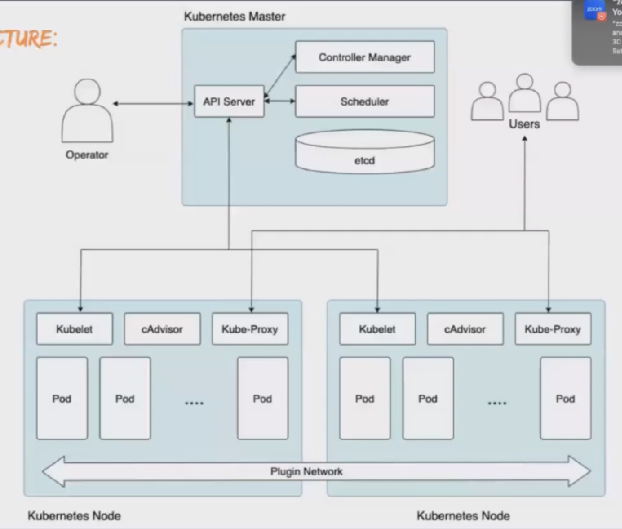 CTURE:
Kubernetes Master
Controller Manager
API Server
Scheduler
etcd
Operator
Users
zoom
Kubelet
cAdvisor
Kube-Proxy
Kubelet
cAdvisor
Kube-Proxy
Pod
Pod
....
Pod
Pod
Pod
....
Pod
Plugin Network
Kubernetes Node
Kubernetes Node